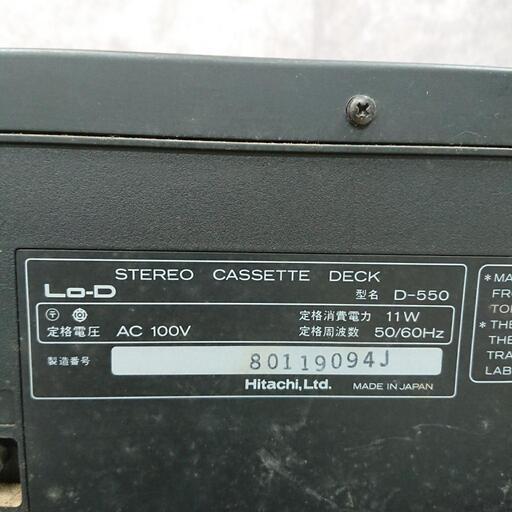 STEREO CASSETTE DECK
Lo-D 型名 D-550
〒 定格消費電力 11W
定格電圧 AC 100V 定格周波数 50/60Hz
製造番号 80119094J
Hitachi,Ltd. MADE IN JAPAN
* MA
FRO
TO
* THE
THE
TRA
LAB